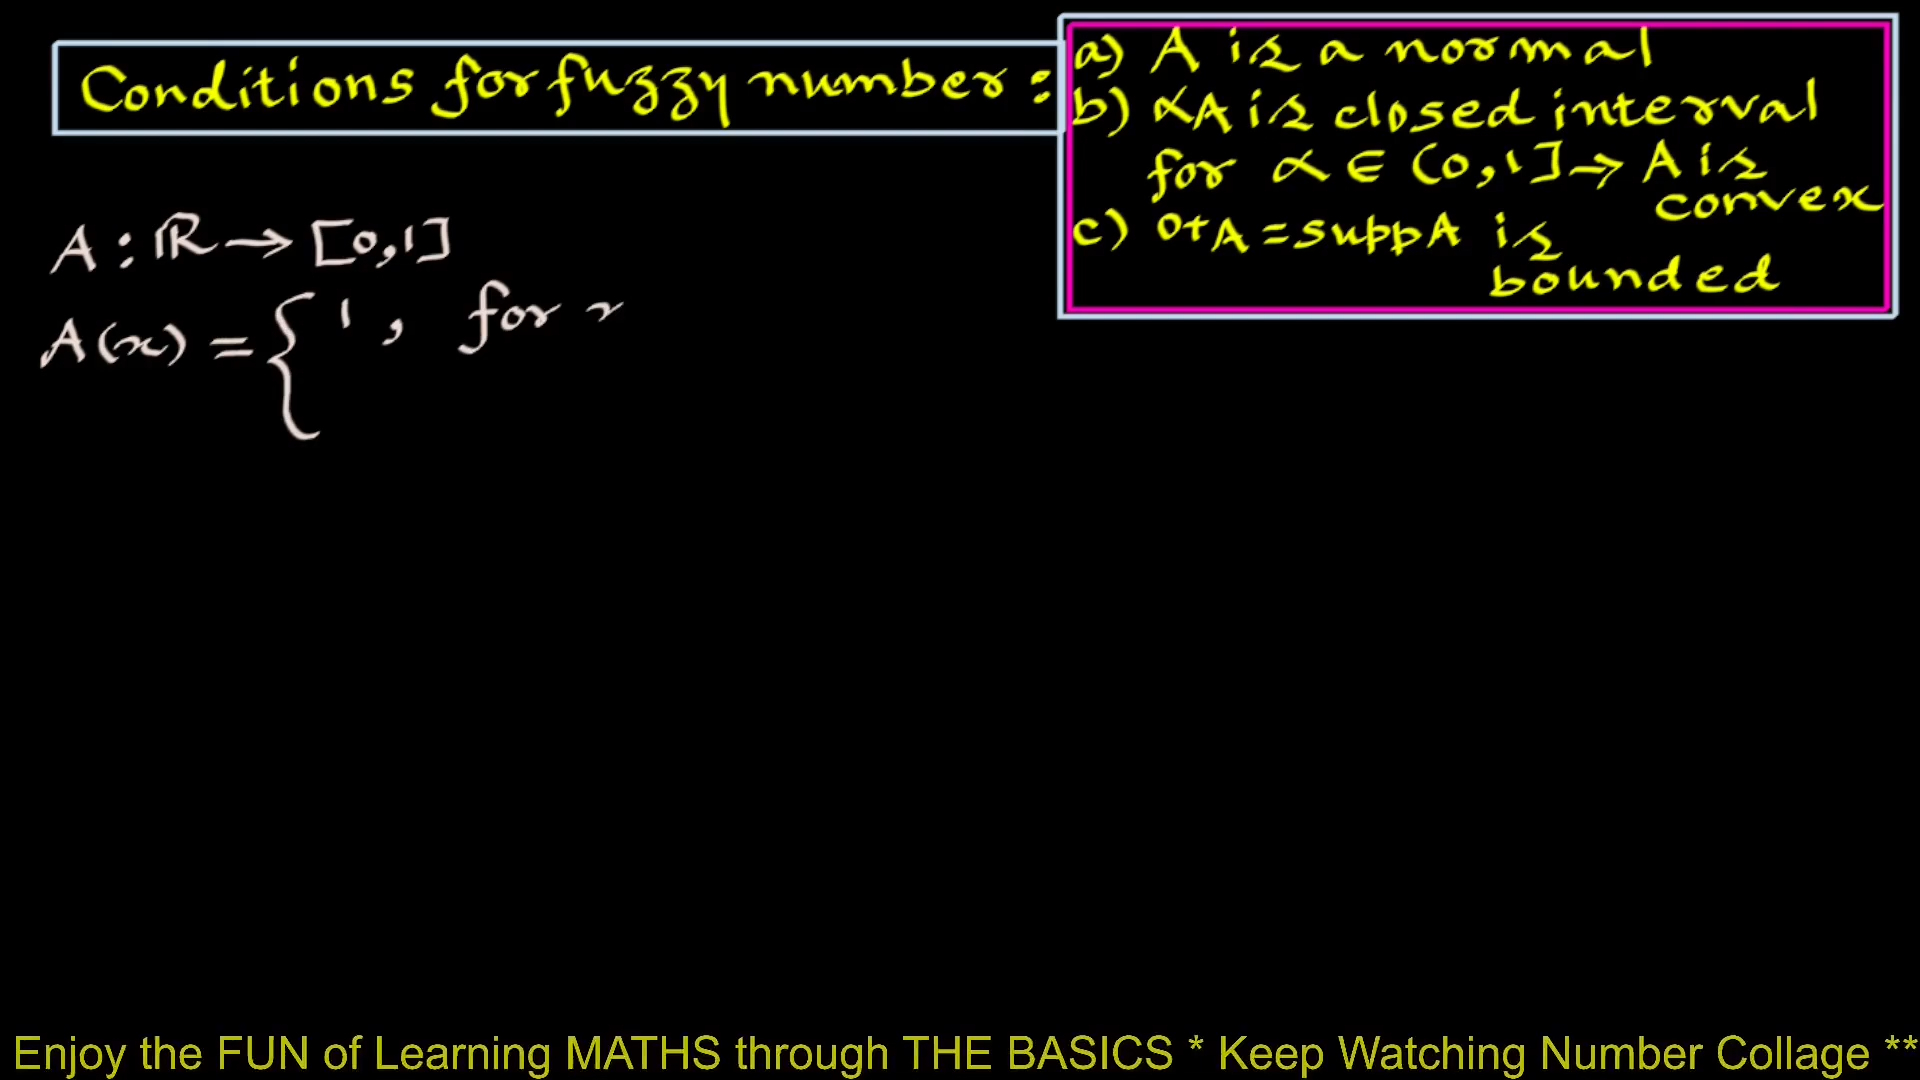 Conditions for fuzzy number :
a) A is a normal
b) αA is closed interval
for α ∈ (0,1] → A is
convex
c) 0+A = suppA is
bounded
A : ℝ → [0,1]
A(x) = { 1 , for x
Enjoy the FUN of Learning MATHS through THE BASICS * Keep Watching Number Collage **